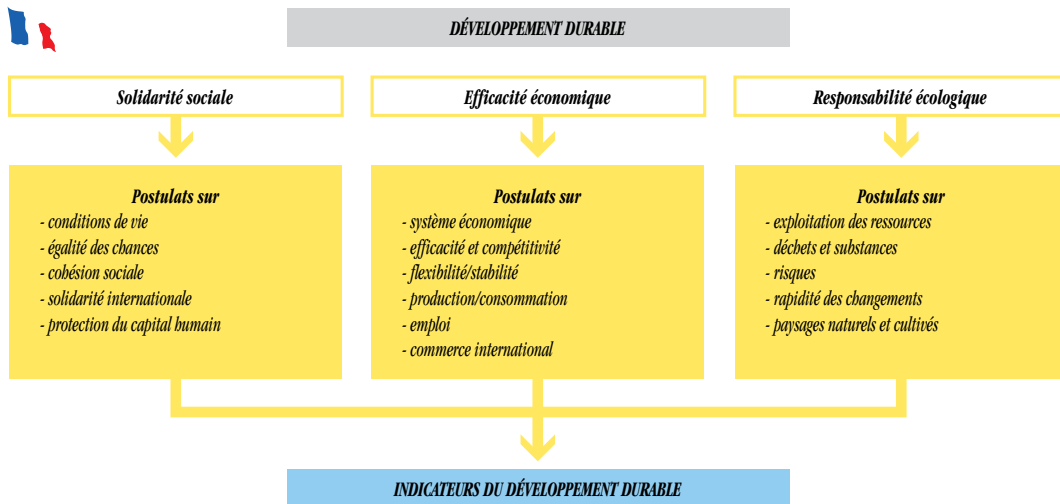 DÉVELOPPEMENT DURABLE
Solidarité sociale
Postulats sur
- conditions de vie
- égalité des chances
- cohésion sociale
- solidarité internationale
- protection du capital humain
Efficacité économique
Postulats sur
- système économique
- efficacité et compétitivité
- flexibilité/stabilité
- production/consommation
- emploi
- commerce international
Responsabilité écologique
Postulats sur
- exploitation des ressources
- déchets et substances
- risques
- rapidité des changements
- paysages naturels et cultivés
INDICATEURS DU DÉVELOPPEMENT DURABLE